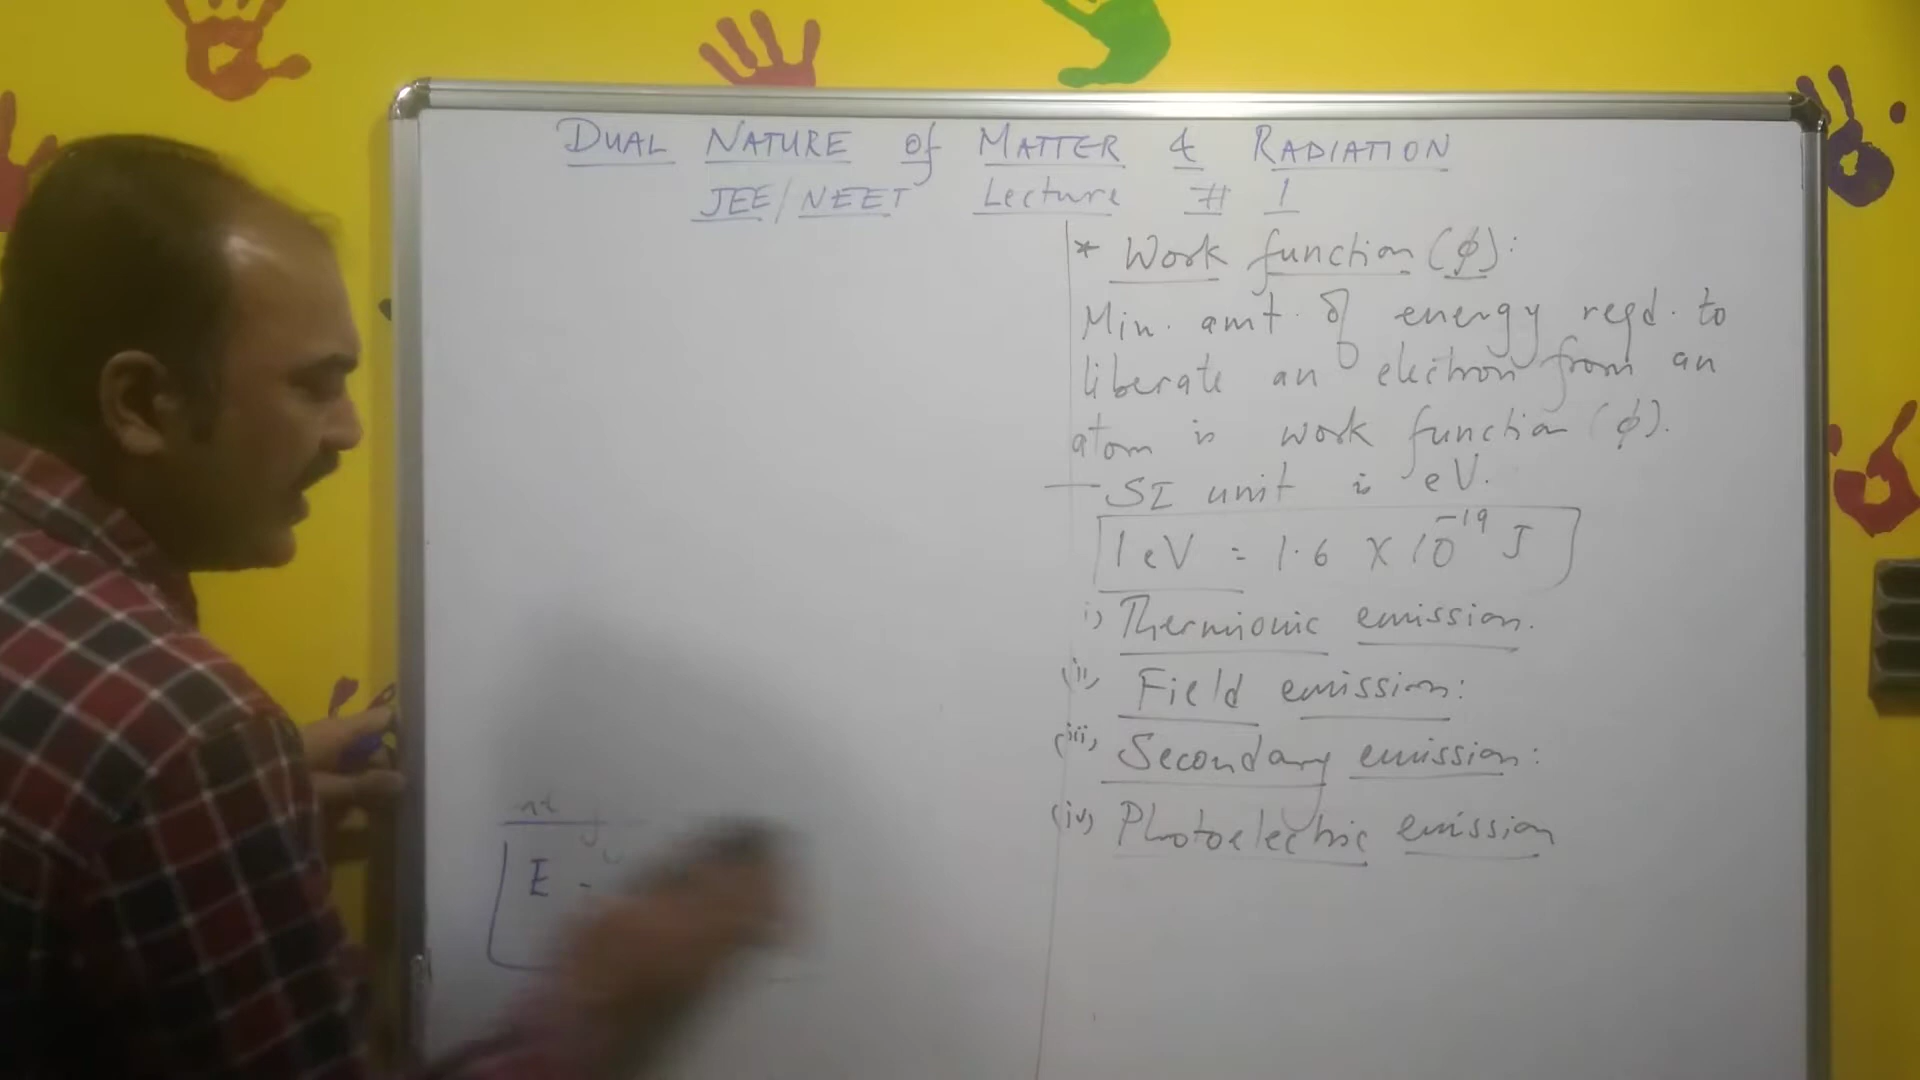 DUAL NATURE of MATTER & RADIATION
JEE/NEET Lecture # 1
* Work function (ϕ):
Min. amt. of energy reqd. to
liberate an electron from an
atom is work function (ϕ).
— SI unit is eV.
1 eV = 1.6 × 10⁻¹⁹ J
i) Thermionic emission.
(ii) Field emission:
(iii) Secondary emission:
(iv) Photoelectric emission
E